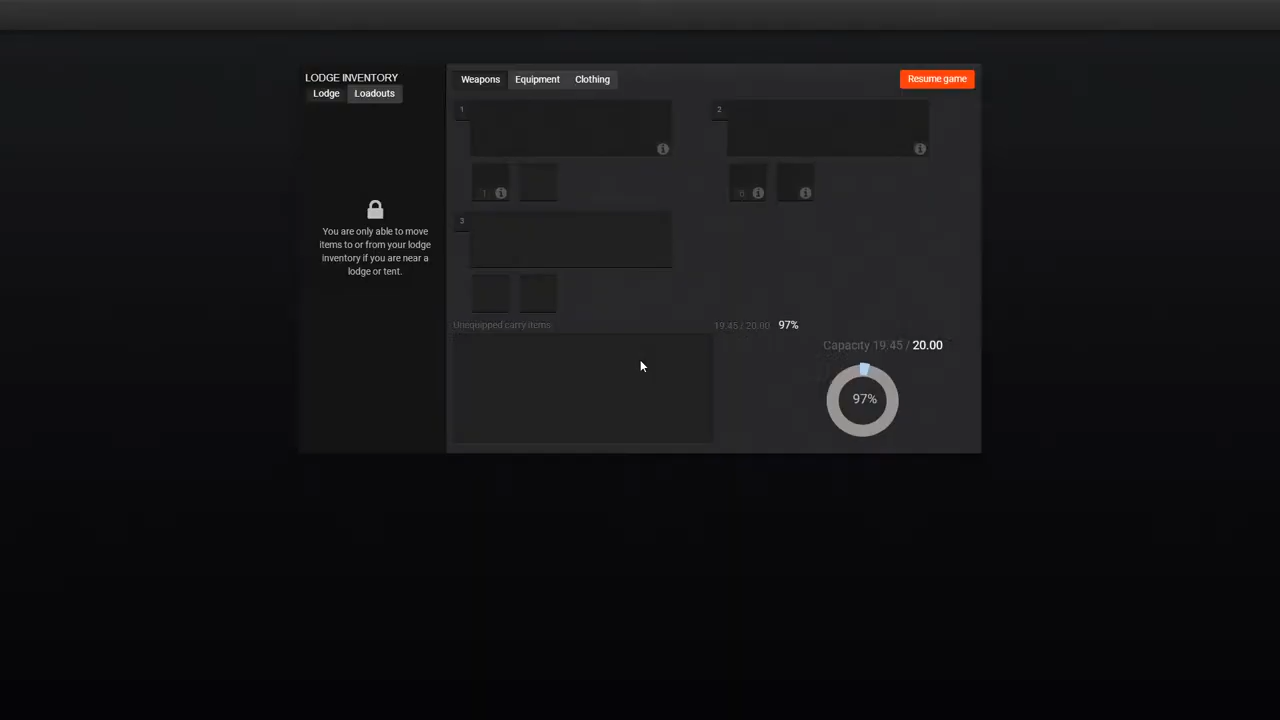 LODGE INVENTORY
Lodge Loadouts
Weapons Equipment Clothing
Resume game
1
2
1
3
You are only able to move
items to or from your lodge
inventory if you are near a
lodge or tent.
Unequipped carry items
19.45 / 20.00 97%
Capacity 19.45 / 20.00
97%